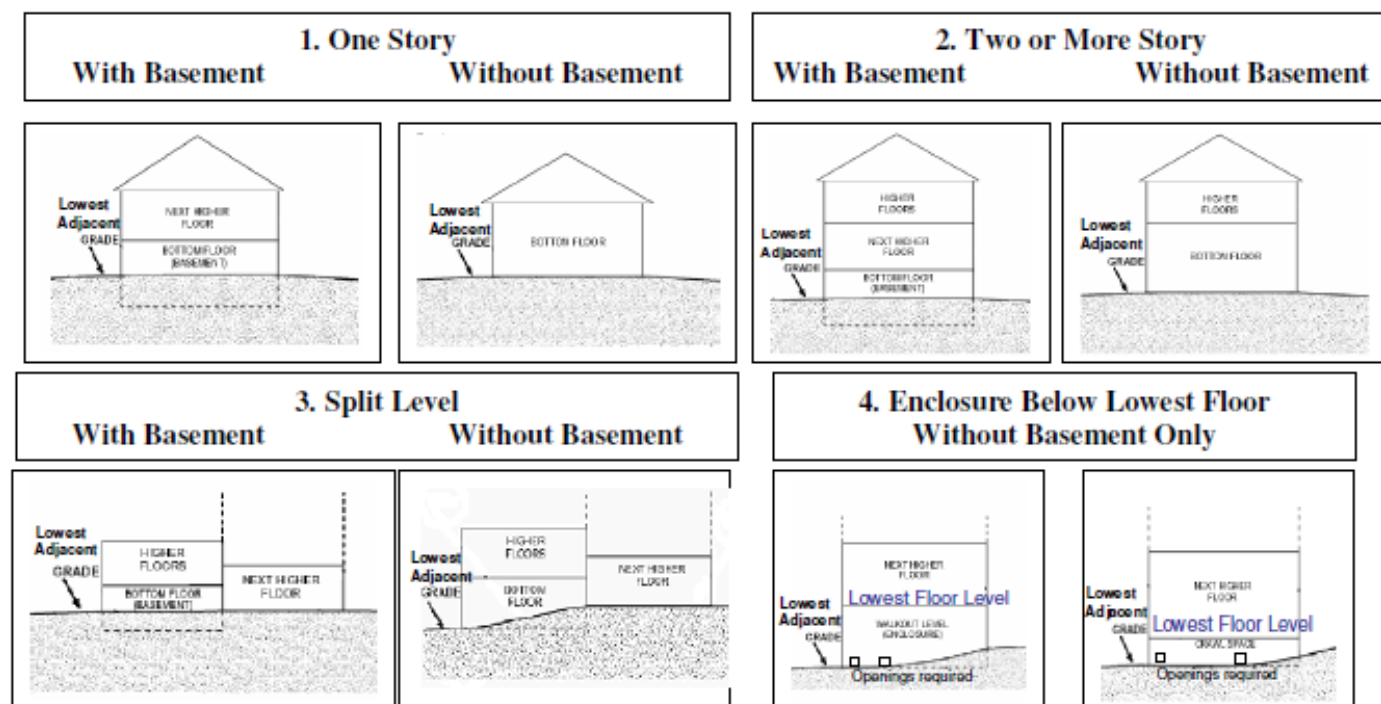 1. One Story
With Basement Without Basement
2. Two or More Story
With Basement Without Basement
Lowest
Adjacent
GRADE
NEXT HIGHER
FLOOR
BOTTOM FLOOR
(BASEMENT)
Lowest
Adjacent
GRADE
BOTTOM FLOOR
Lowest
Adjacent
GRADE
HIGHER
FLOORS
NEXT HIGHER
FLOOR
BOTTOM FLOOR
(BASEMENT)
Lowest
Adjacent
GRADE
HIGHER
FLOORS
BOTTOM FLOOR
3. Split Level
With Basement Without Basement
4. Enclosure Below Lowest Floor
Without Basement Only
Lowest
Adjacent
GRADE
HIGHER
FLOORS
BOTTOM FLOOR
(BASEMENT)
NEXT HIGHER
FLOOR
Lowest
Adjacent
GRADE
HIGHER
FLOORS
BOTTOM
FLOOR
NEXT HIGHER
FLOOR
Lowest
Adjacent
GRADE
NEXT HIGHER
FLOOR
Lowest Floor Level
WALKOUT LEVEL
(ENCLOSURE)
Openings required
Lowest
Adjacent
GRADE
NEXT HIGHER
FLOOR
Lowest Floor Level
CRAWL SPACE
Openings required